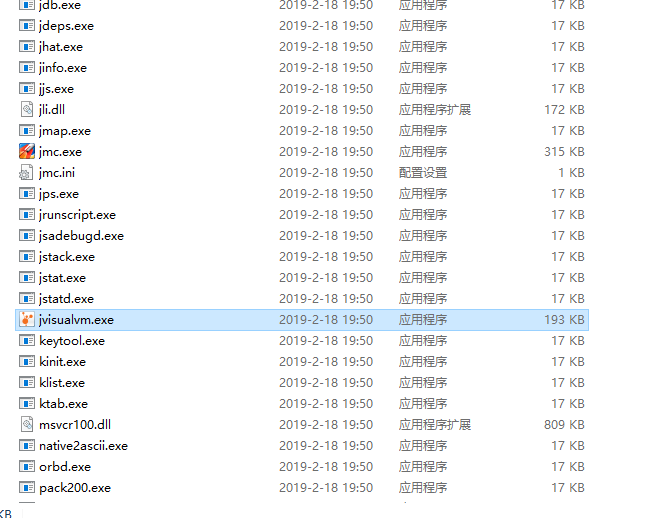 jdb.exe 2019-2-18 19:50 应用程序 17 KB
jdeps.exe 2019-2-18 19:50 应用程序 17 KB
jhat.exe 2019-2-18 19:50 应用程序 17 KB
jinfo.exe 2019-2-18 19:50 应用程序 17 KB
jjs.exe 2019-2-18 19:50 应用程序 17 KB
jli.dll 2019-2-18 19:50 应用程序扩展 172 KB
jmap.exe 2019-2-18 19:50 应用程序 17 KB
jmc.exe 2019-2-18 19:50 应用程序 315 KB
jmc.ini 2019-2-18 19:50 配置设置 1 KB
jps.exe 2019-2-18 19:50 应用程序 17 KB
jrunscript.exe 2019-2-18 19:50 应用程序 17 KB
jsadebugd.exe 2019-2-18 19:50 应用程序 17 KB
jstack.exe 2019-2-18 19:50 应用程序 17 KB
jstat.exe 2019-2-18 19:50 应用程序 17 KB
jstatd.exe 2019-2-18 19:50 应用程序 17 KB
jvisualvm.exe 2019-2-18 19:50 应用程序 193 KB
keytool.exe 2019-2-18 19:50 应用程序 17 KB
kinit.exe 2019-2-18 19:50 应用程序 17 KB
klist.exe 2019-2-18 19:50 应用程序 17 KB
ktab.exe 2019-2-18 19:50 应用程序 17 KB
msvcr100.dll 2019-2-18 19:50 应用程序扩展 809 KB
native2ascii.exe 2019-2-18 19:50 应用程序 17 KB
orbd.exe 2019-2-18 19:50 应用程序 17 KB
pack200.exe 2019-2-18 19:50 应用程序 17 KB
KB